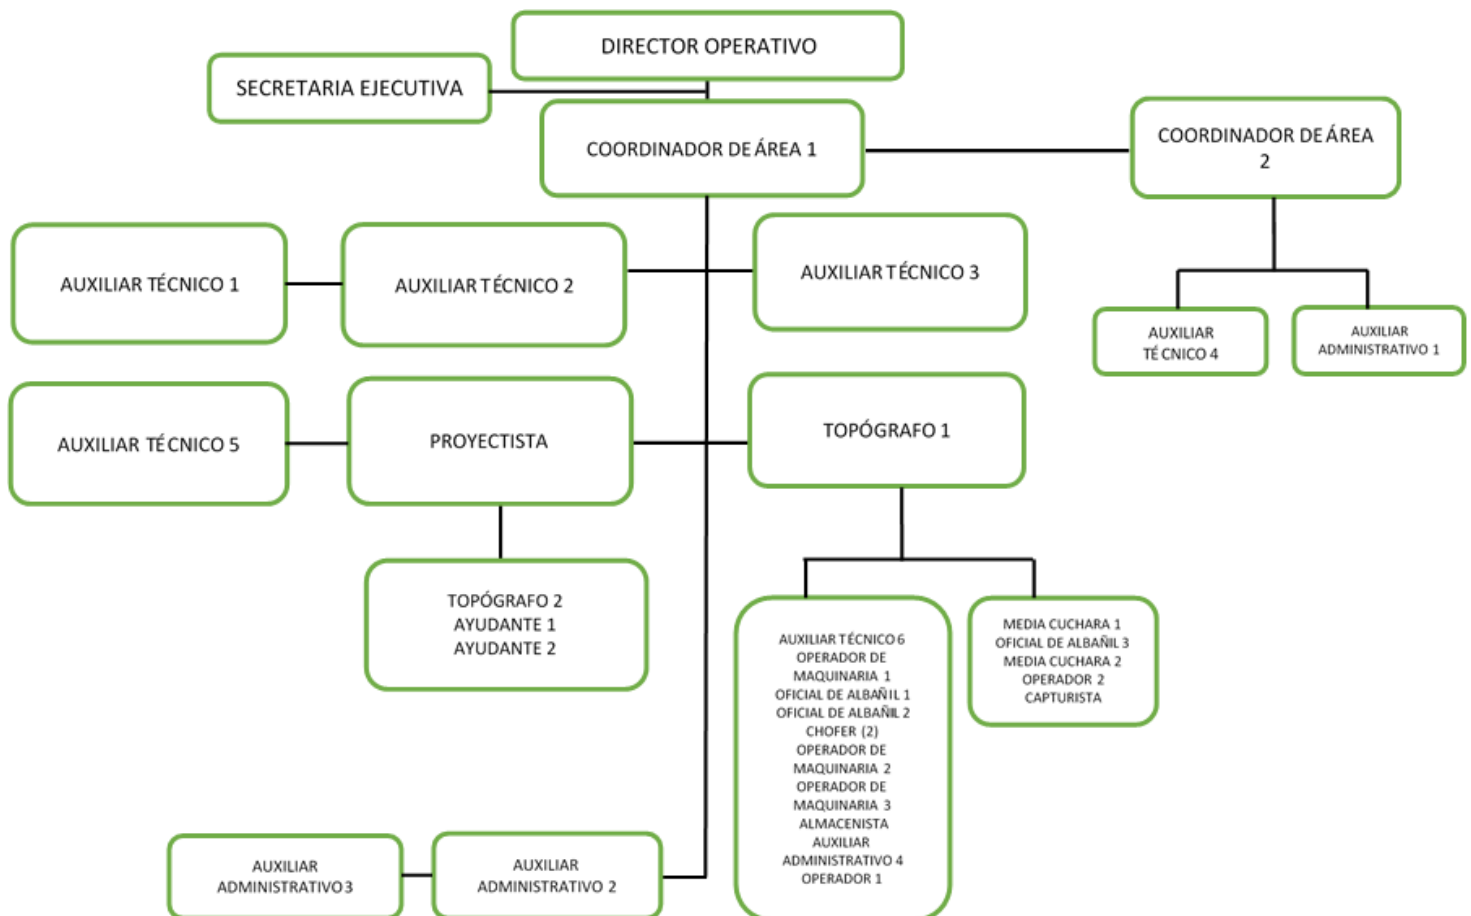 DIRECTOR OPERATIVO
SECRETARIA EJECUTIVA
COORDINADOR DE ÁREA 1
COORDINADOR DE ÁREA
2
AUXILIAR TÉCNICO 1
AUXILIAR TÉCNICO 2
AUXILIAR TÉCNICO 3
AUXILIAR
TÉCNICO 4
AUXILIAR
ADMINISTRATIVO 1
AUXILIAR TÉCNICO 5
PROYECTISTA
TOPÓGRAFO 1
TOPÓGRAFO 2
AYUDANTE 1
AYUDANTE 2
AUXILIAR TÉCNICO 6
OPERADOR DE
MAQUINARIA 1
OFICIAL DE ALBAÑIL 1
OFICIAL DE ALBAÑIL 2
CHOFER (2)
OPERADOR DE
MAQUINARIA 2
OPERADOR DE
MAQUINARIA 3
ALMACENISTA
AUXILIAR
ADMINISTRATIVO 4
OPERADOR 1
MEDIA CUCHARA 1
OFICIAL DE ALBAÑIL 3
MEDIA CUCHARA 2
OPERADOR 2
CAPTURISTA
AUXILIAR
ADMINISTRATIVO 3
AUXILIAR
ADMINISTRATIVO 2